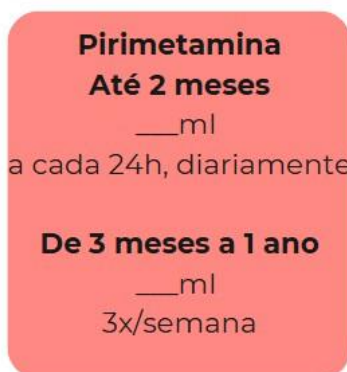 Pirimetamina
Até 2 meses
___ml
a cada 24h, diariamente
De 3 meses a 1 ano
___ml
3x/semana